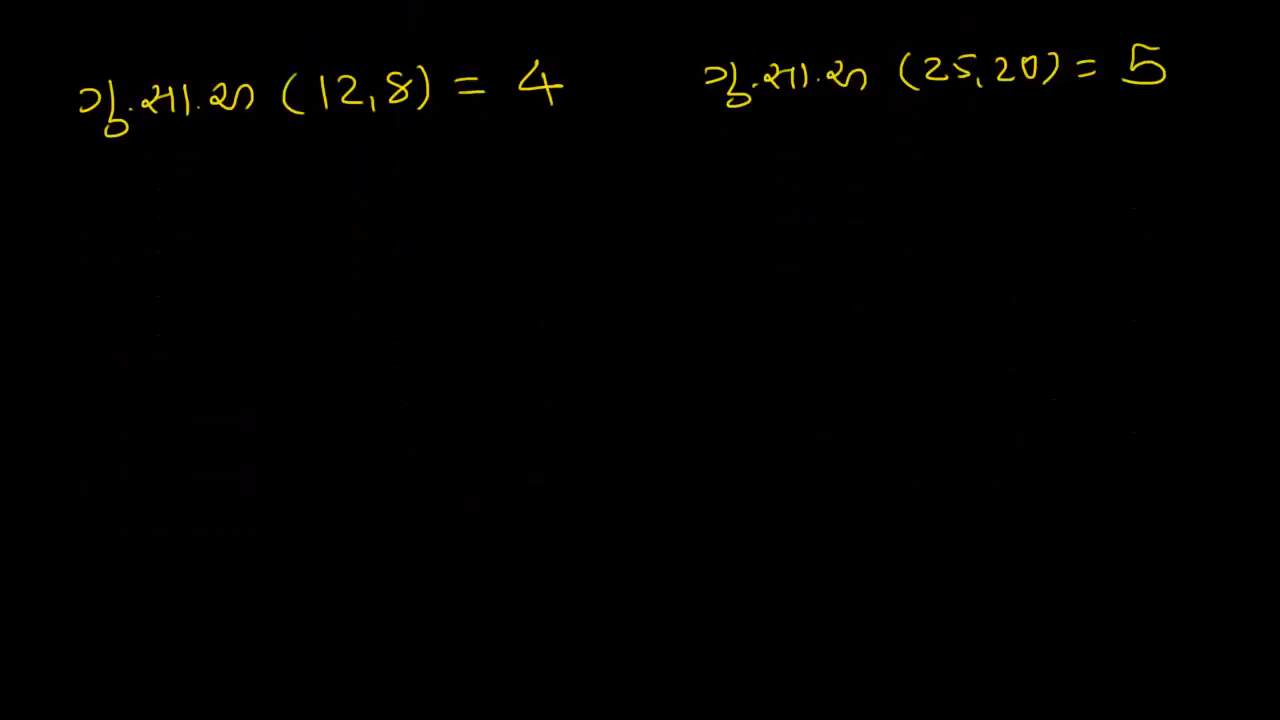 ગુ.સા.અ (12,8) = 4
ગુ.સા.અ (25,20) = 5